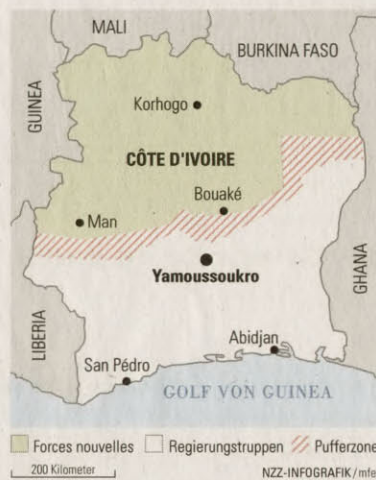 MALI
BURKINA FASO
GUINEA
Korhogo
CÔTE D'IVOIRE
Bouaké
Man
Yamoussoukro
GHANA
LIBERIA
Abidjan
San Pédro
GOLF VON GUINEA
Forces nouvelles Regierungstruppen Pufferzone
200 Kilometer
NZZ-INFOGRAFIK/mfe.